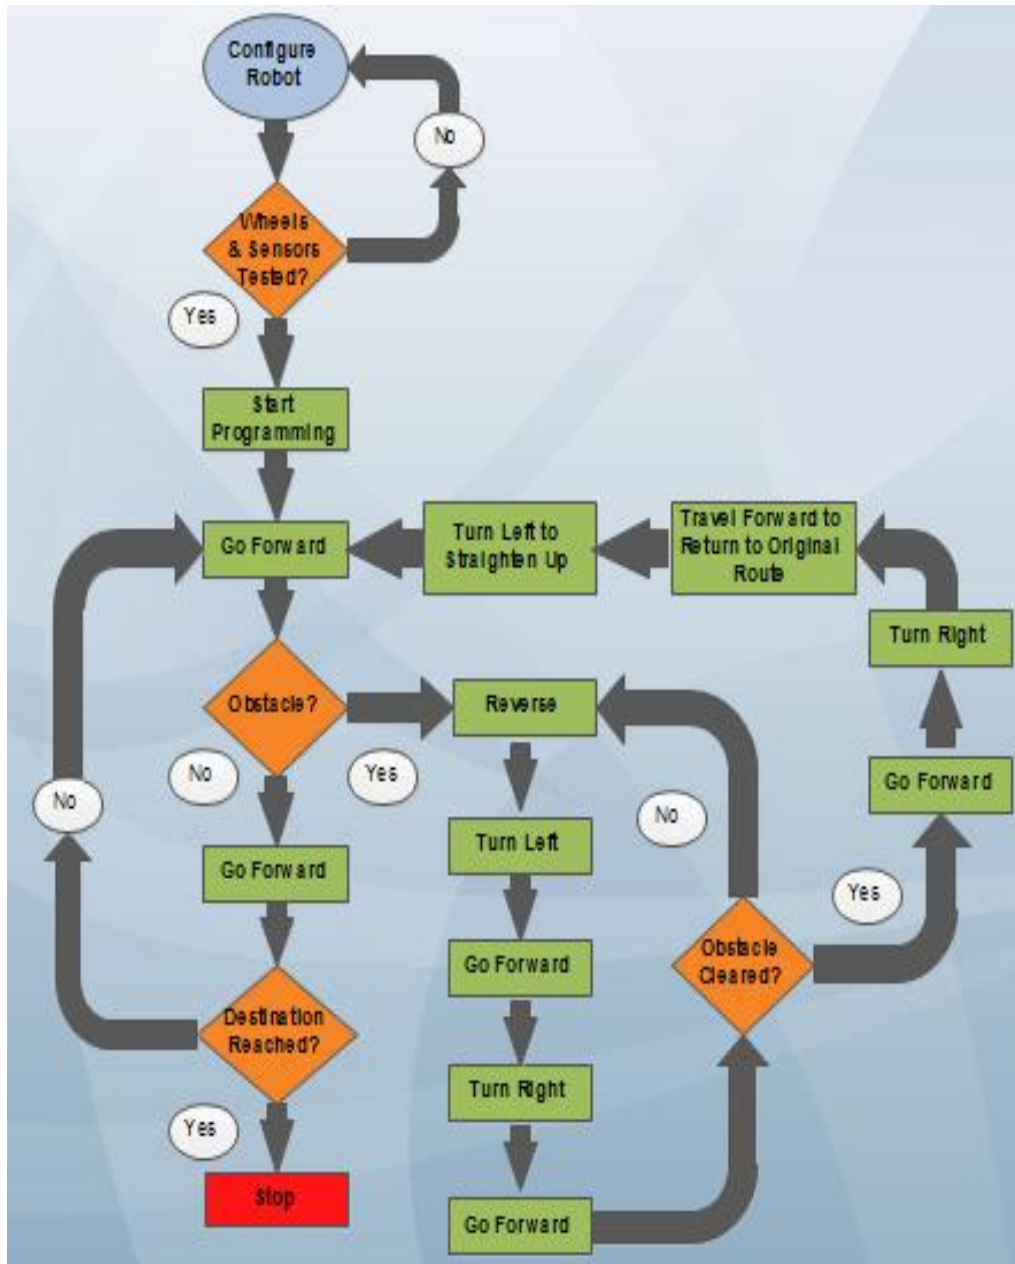 Configure
Robot
No
Wheels
& Sensors
Tested?
Yes
Start
Programming
Go Forward
Turn Left to
Straighten Up
Travel Forward to
Return to Original
Route
Turn Right
Obstacle?
Reverse
No
Yes
No
Go Forward
No
Turn Left
Go Forward
Yes
Go Forward
Obstacle
Cleared?
Destination
Reached?
Turn Right
Yes
Stop
Go Forward